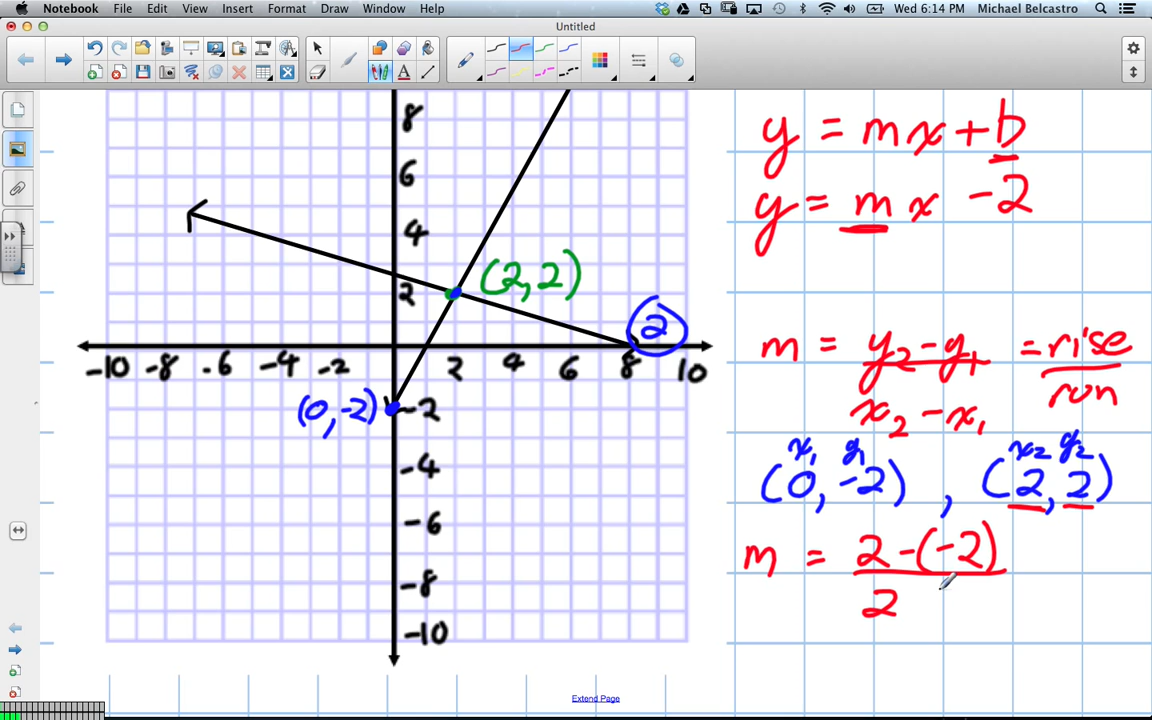 Notebook File Edit View Insert Format Draw Window Help Wed 6:14 PM Michael Belcastro
Untitled
y = mx + b
y = mx - 2
8
6
4
2
(2, 2)
2
-10 -8 -6 -4 -2 2 4 6 8 10
(0, -2)
-2
-4
-6
-8
-10
m = y₂ - y₁ = rise
x₂ - x₁ run
x₁ y₁ x₂ y₂
(0, -2) , (2, 2)
m = 2 - (-2)
2
Extend Page